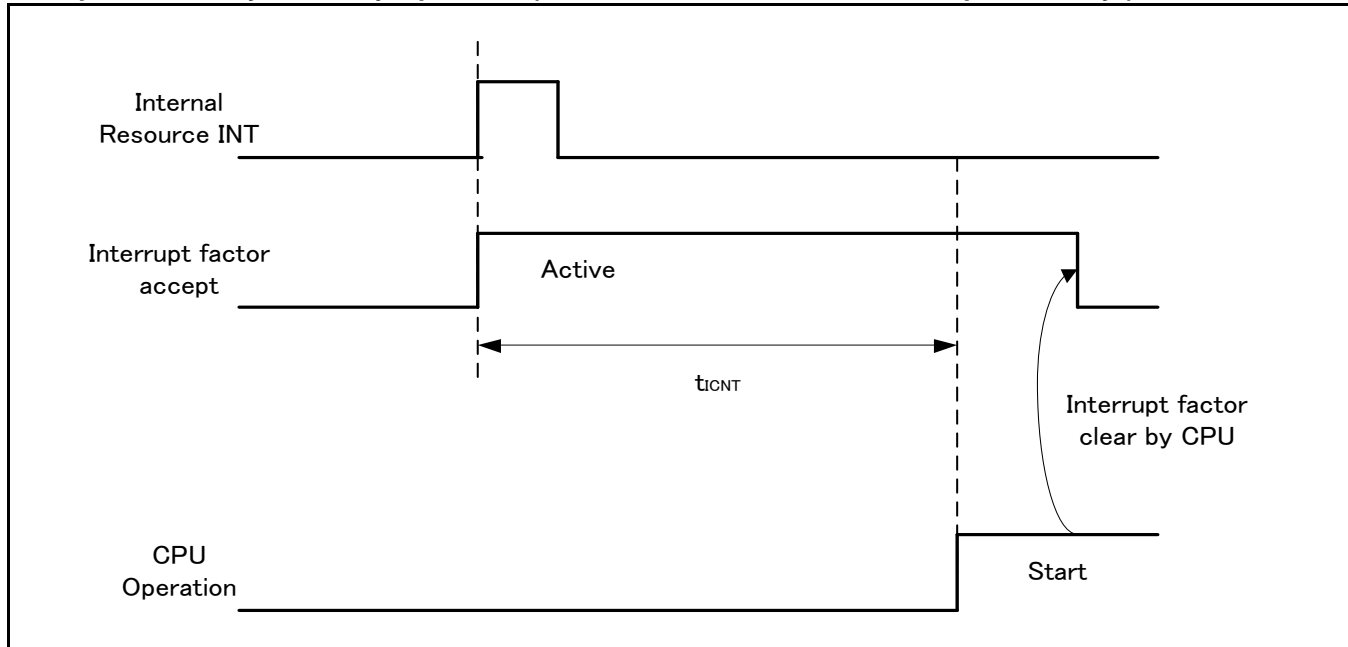 Internal
Resource INT
Interrupt factor
accept
Active
tICNT
Interrupt factor
clear by CPU
CPU
Operation
Start